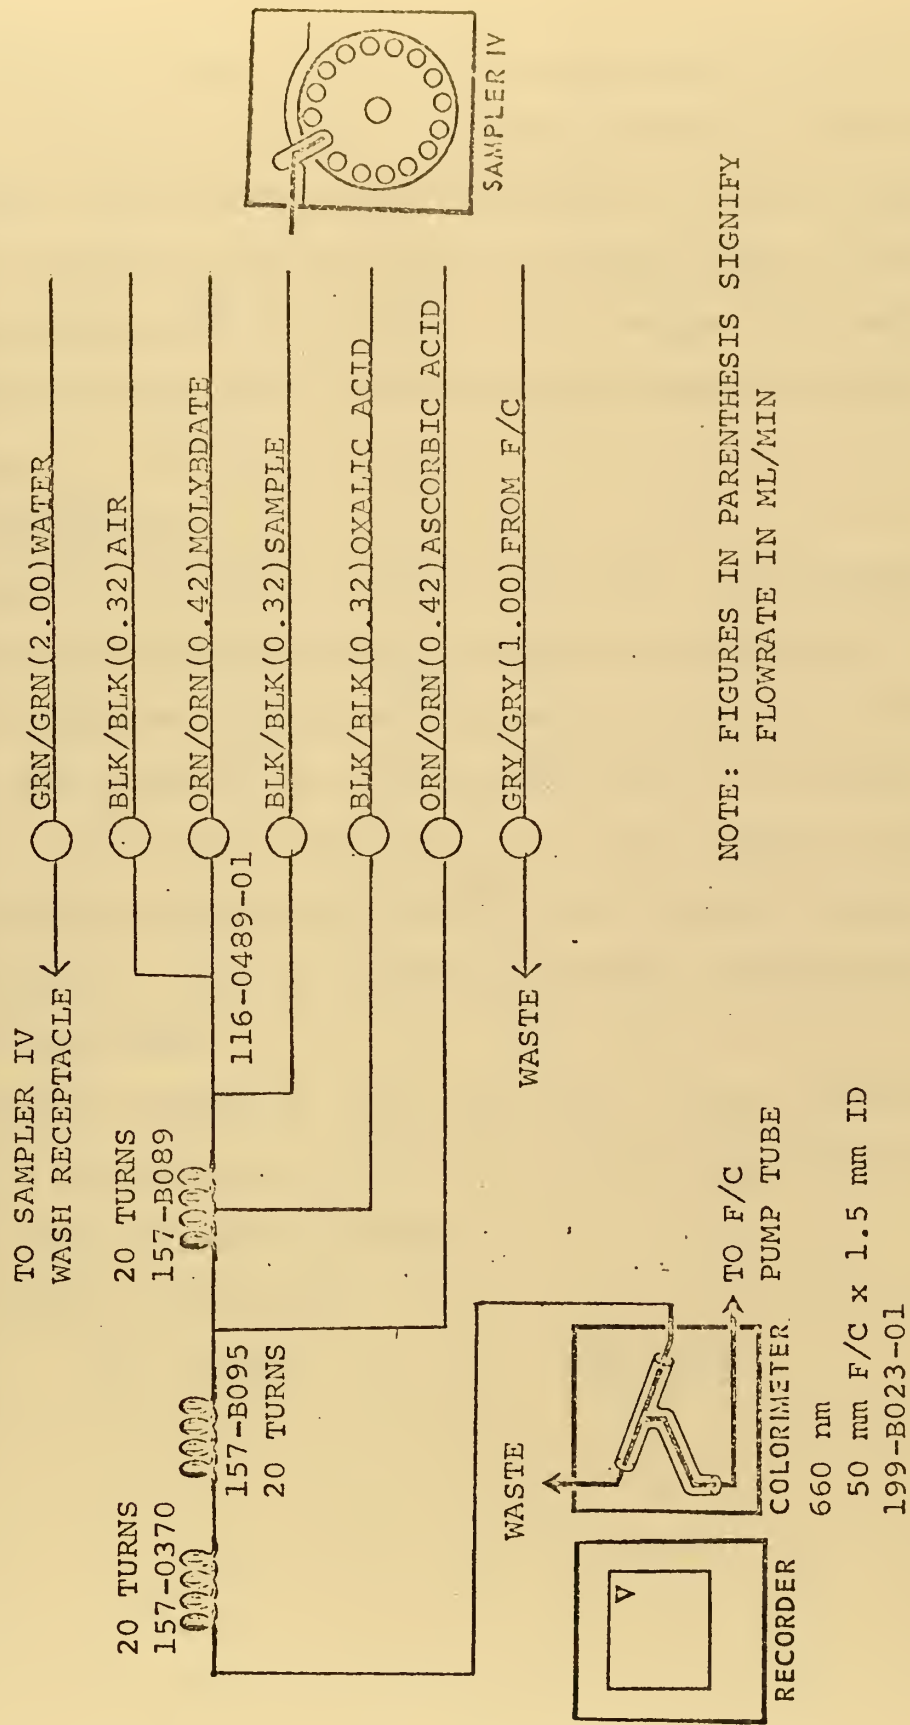 TO SAMPLER IV
WASH RECEPTACLE
GRN/GRN(2.00)WATER
20 TURNS
157-B089
BLK/BLK(0.32)AIR
20 TURNS
157-0370
ORN/ORN(0.42)MOLYBDATE
116-0489-01
157-B095
20 TURNS
BLK/BLK(0.32)SAMPLE
BLK/BLK(0.32)OXALIC ACID
ORN/ORN(0.42)ASCORBIC ACID
SAMPLER IV
WASTE
WASTE
GRY/GRY(1.00)FROM F/C
V
RECORDER
COLORIMETER
660 nm
50 mm F/C x 1.5 mm ID
199-B023-01
TO F/C
PUMP TUBE
NOTE: FIGURES IN PARENTHESIS SIGNIFY
FLOWRATE IN ML/MIN